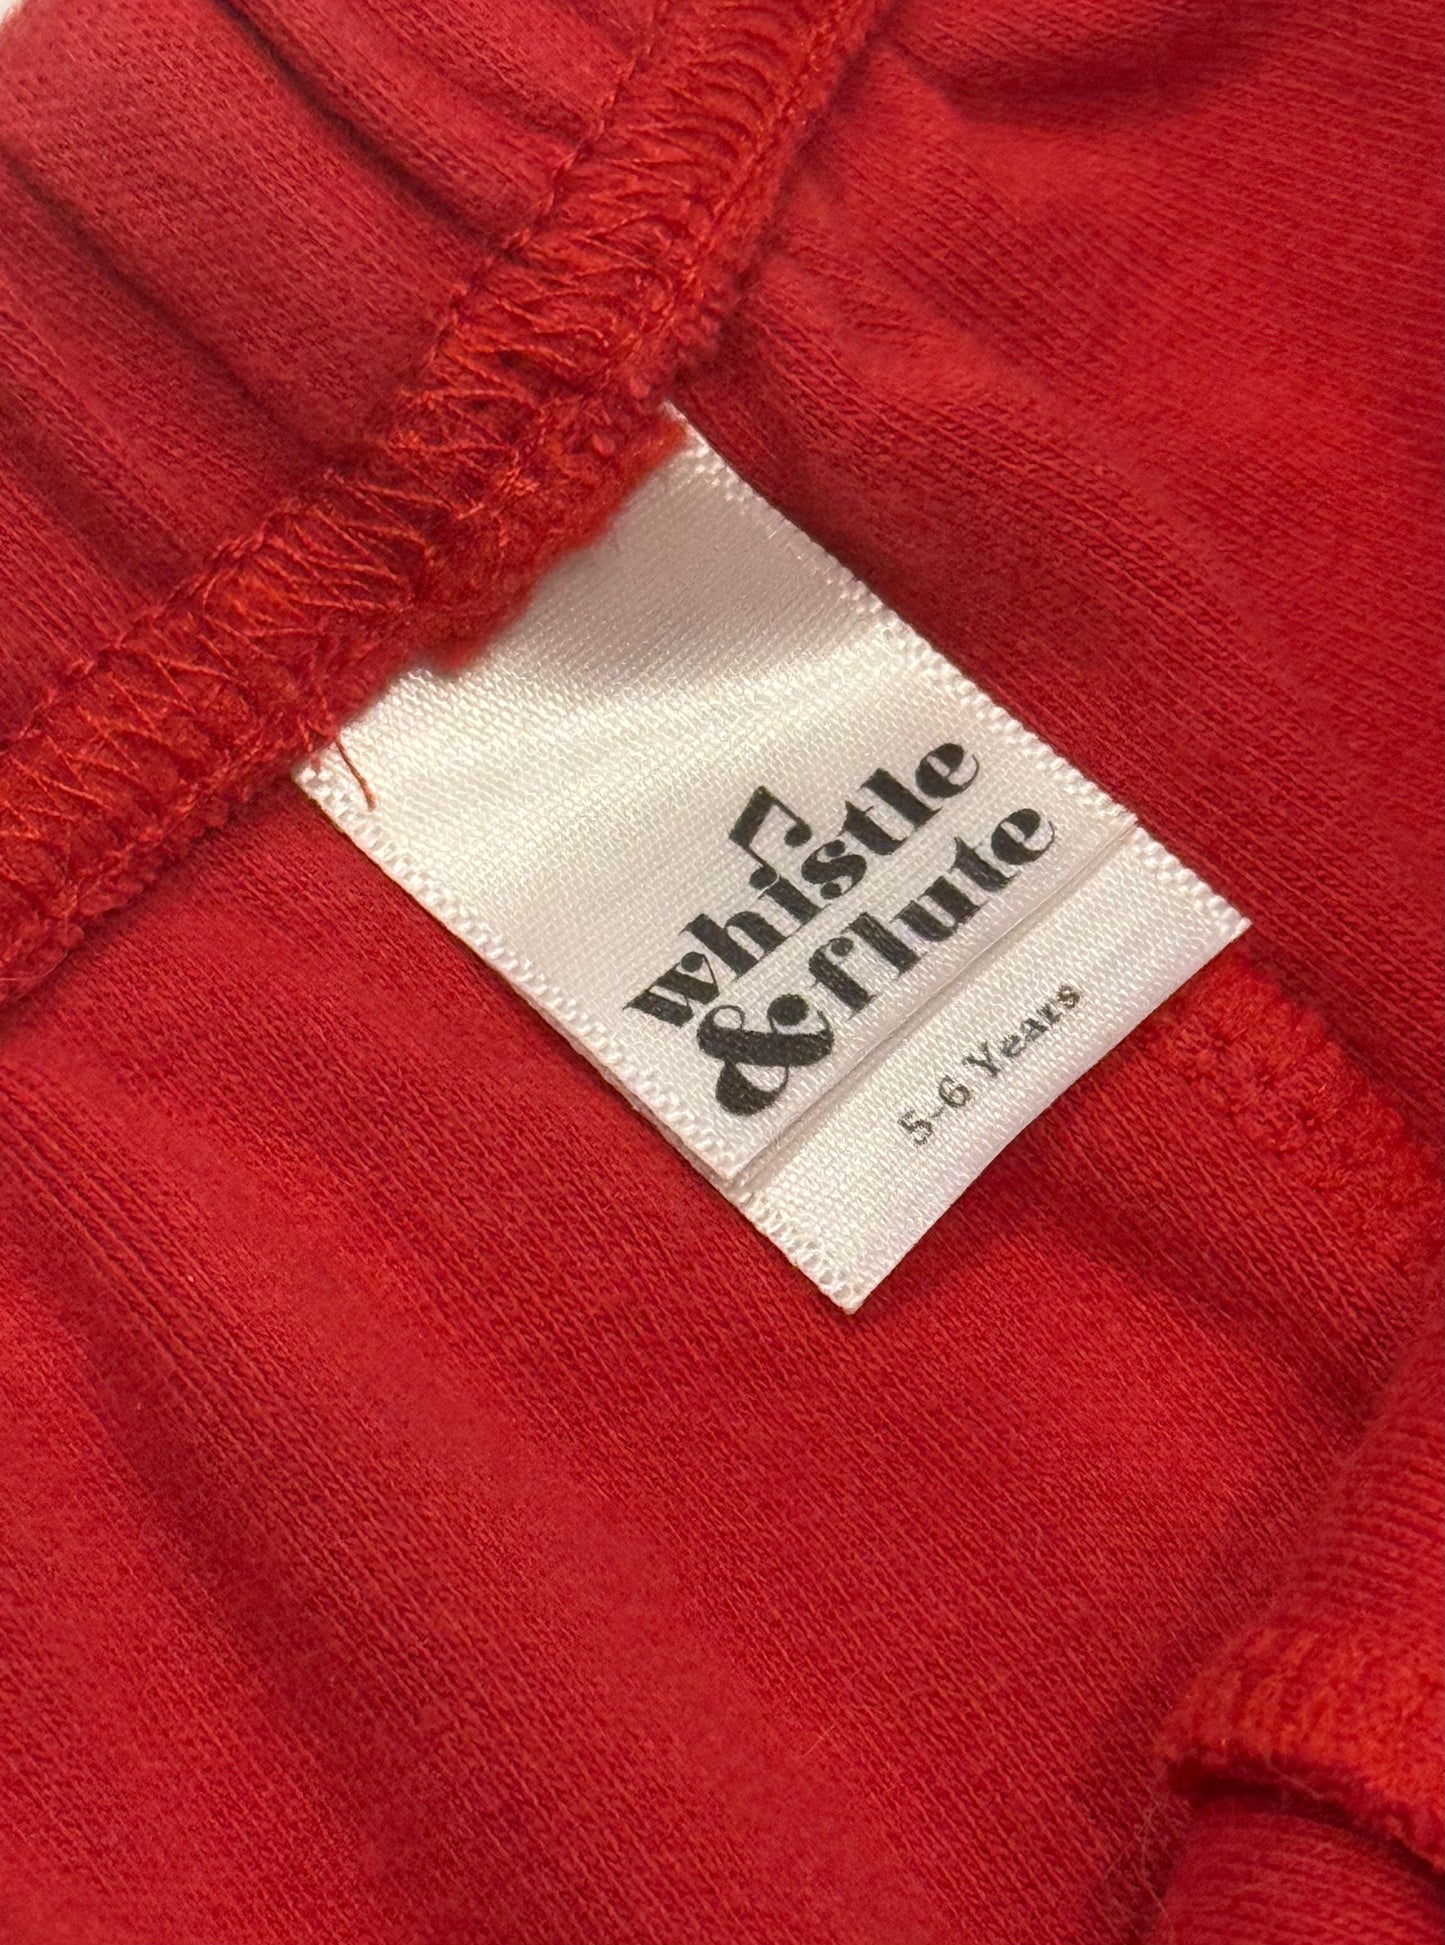 whistle
& flute
5-6 Years